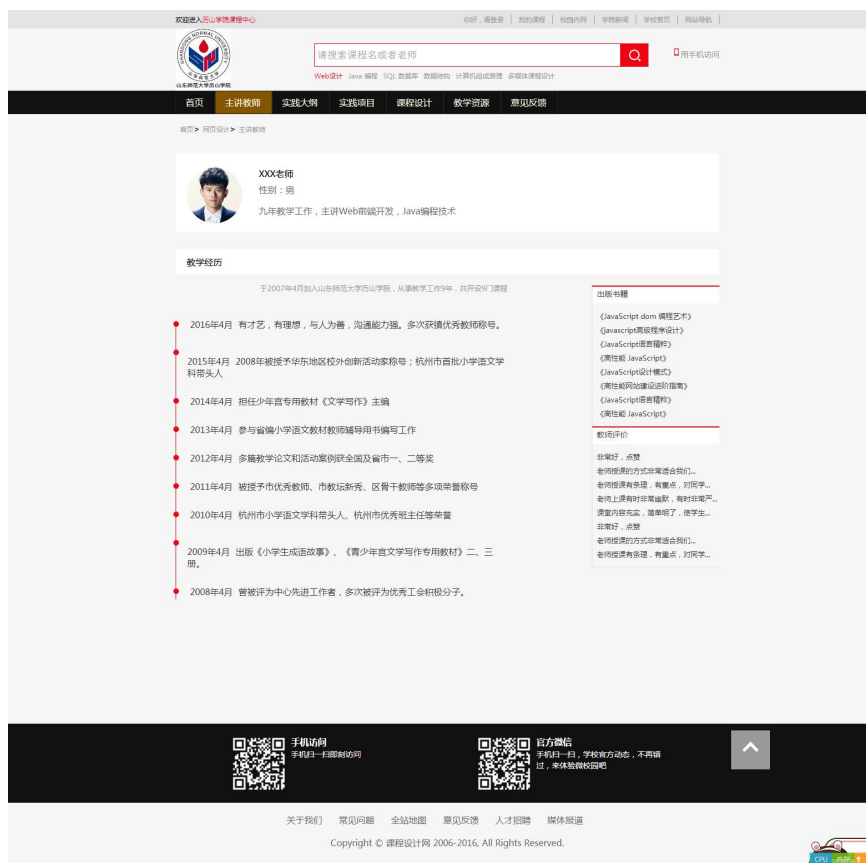 欢迎进入历山学院课程中心
你好，请登录 | 我的课程 | 校园内网 | 学院新闻 | 学校首页 | 网站导航 |
SHANDONG NORMAL UNIVERSITY
山东师范大学历山学院
请搜索课程名或者老师
用手机访问
Web设计 Java 编程 SQL 数据库 数据结构 计算机组成原理 多媒体课程设计
首页 主讲教师 实践大纲 实践项目 课程设计 教学资源 意见反馈
首页> 网页设计> 主讲教师
XXX老师
性别：男
九年教学工作，主讲Web前端开发，Java编程技术
教学经历
于2007年4月加入山东师范大学历山学院，从事教学工作9年，共开设9门课程
2016年4月 有才艺，有理想，与人为善，沟通能力强。多次获镇优秀教师称号。
2015年4月 2008年被授予华东地区校外创新活动家称号；杭州市首批小学语文学
科带头人
2014年4月 担任少年宫专用教材《文学写作》主编
2013年4月 参与省编小学语文教材教师辅导用书编写工作
2012年4月 多篇教学论文和活动案例获全国及省市一、二等奖
2011年4月 被授予市优秀教师、市教坛新秀、区骨干教师等多项荣誉称号
2010年4月 杭州市小学语文学科带头人、杭州市优秀班主任等荣誉
2009年4月 出版《小学生成语故事》、《青少年宫文学写作专用教材》二、三
册。
2008年4月 曾被评为中心先进工作者，多次被评为优秀工会积极分子。
出版书籍
《JavaScript dom 编程艺术》
《javascript高级程序设计》
《JavaScript语言精粹》
《高性能 JavaScript》
《JavaScript设计模式》
《高性能网站建设进阶指南》
《JavaScript语言精粹》
《高性能 JavaScript》
教师评价
非常好，点赞
老师授课的方式非常适合我们...
老师授课有条理，有重点，对同学...
老师上课有时非常幽默，有时非常严...
课堂内容充实，简单明了，使学生...
非常好，点赞
老师授课的方式非常适合我们...
老师授课有条理，有重点，对同学...
手机访问
手机扫一扫即刻访问
官方微信
手机扫一扫，学校官方动态，不再错
过，来体验微校园吧
关于我们 常见问题 全站地图 意见反馈 人才招聘 媒体报道
Copyright © 课程设计网 2006-2016, All Rights Reserved.
CPU 内存